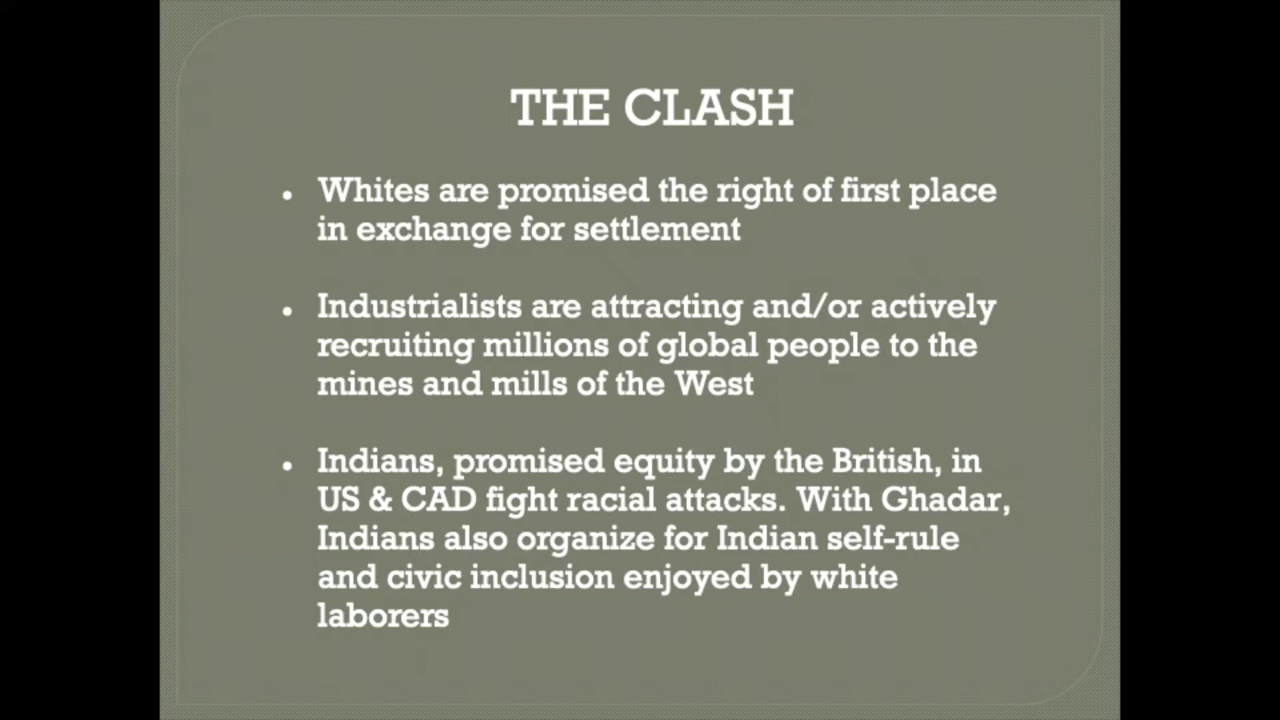 THE CLASH
• Whites are promised the right of first place
in exchange for settlement
• Industrialists are attracting and/or actively
recruiting millions of global people to the
mines and mills of the West
• Indians, promised equity by the British, in
US & CAD fight racial attacks. With Ghadar,
Indians also organize for Indian self-rule
and civic inclusion enjoyed by white
laborers